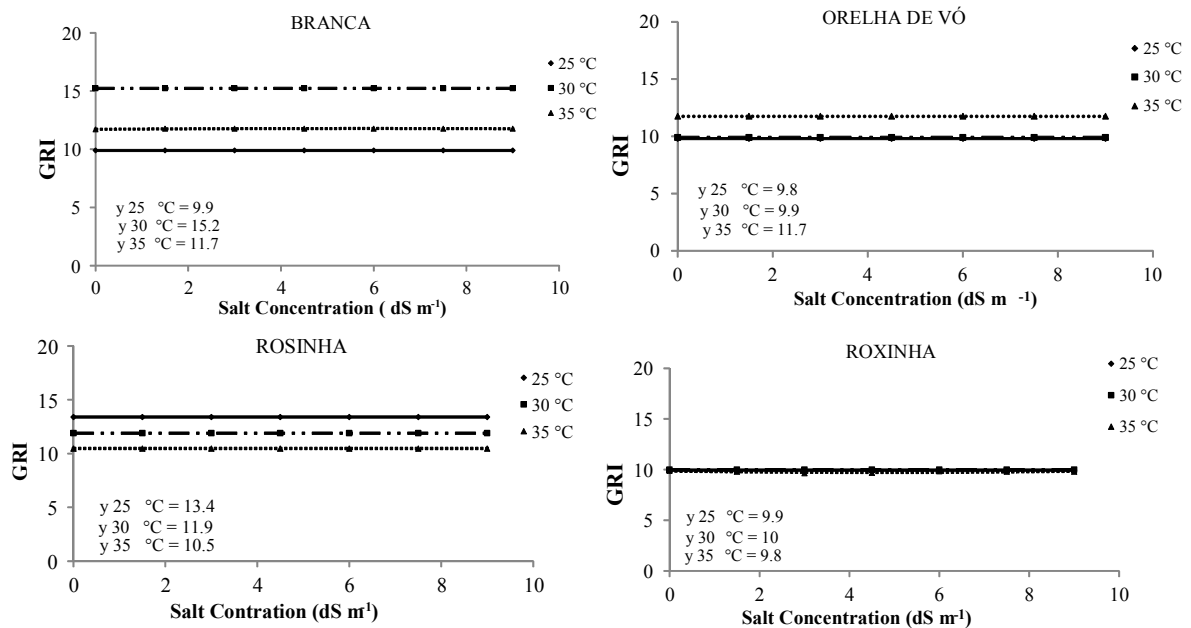 BRANCA
20
15
10
5
0
GRI
25 °C
30 °C
35 °C
y 25 °C = 9.9
y 30 °C = 15.2
y 35 °C = 11.7
0 2 4 6 8 10
Salt Concentration ( dS m-1)
ORELHA DE VÓ
20
15
10
5
0
GRI
25 °C
30 °C
35 °C
y 25 °C = 9.8
y 30 °C = 9.9
y 35 °C = 11.7
0 2 4 6 8 10
Salt Concentration (dS m -1)
ROSINHA
20
15
10
5
0
GRI
25 °C
30 °C
35 °C
y 25 °C = 13.4
y 30 °C = 11.9
y 35 °C = 10.5
0 2 4 6 8 10
Salt Contration (dS m-1)
ROXINHA
20
15
10
5
0
GRI
25 °C
30 °C
35 °C
y 25 °C = 9.9
y 30 °C = 10
y 35 °C = 9.8
0 2 4 6 8 10
Salt Concentration (dS m-1)